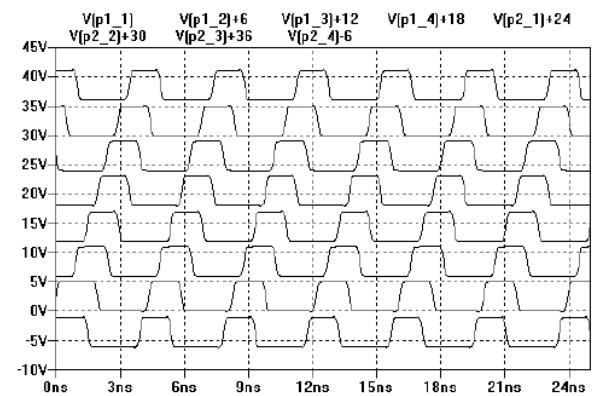 V(p1_1) V(p1_2)+6 V(p1_3)+12 V(p1_4)+18 V(p2_1)+24
V(p2_2)+30 V(p2_3)+36 V(p2_4)-6
45V
40V
35V
30V
25V
20V
15V
10V
5V
0V
-5V
-10V
0ns 3ns 6ns 9ns 12ns 15ns 18ns 21ns 24ns